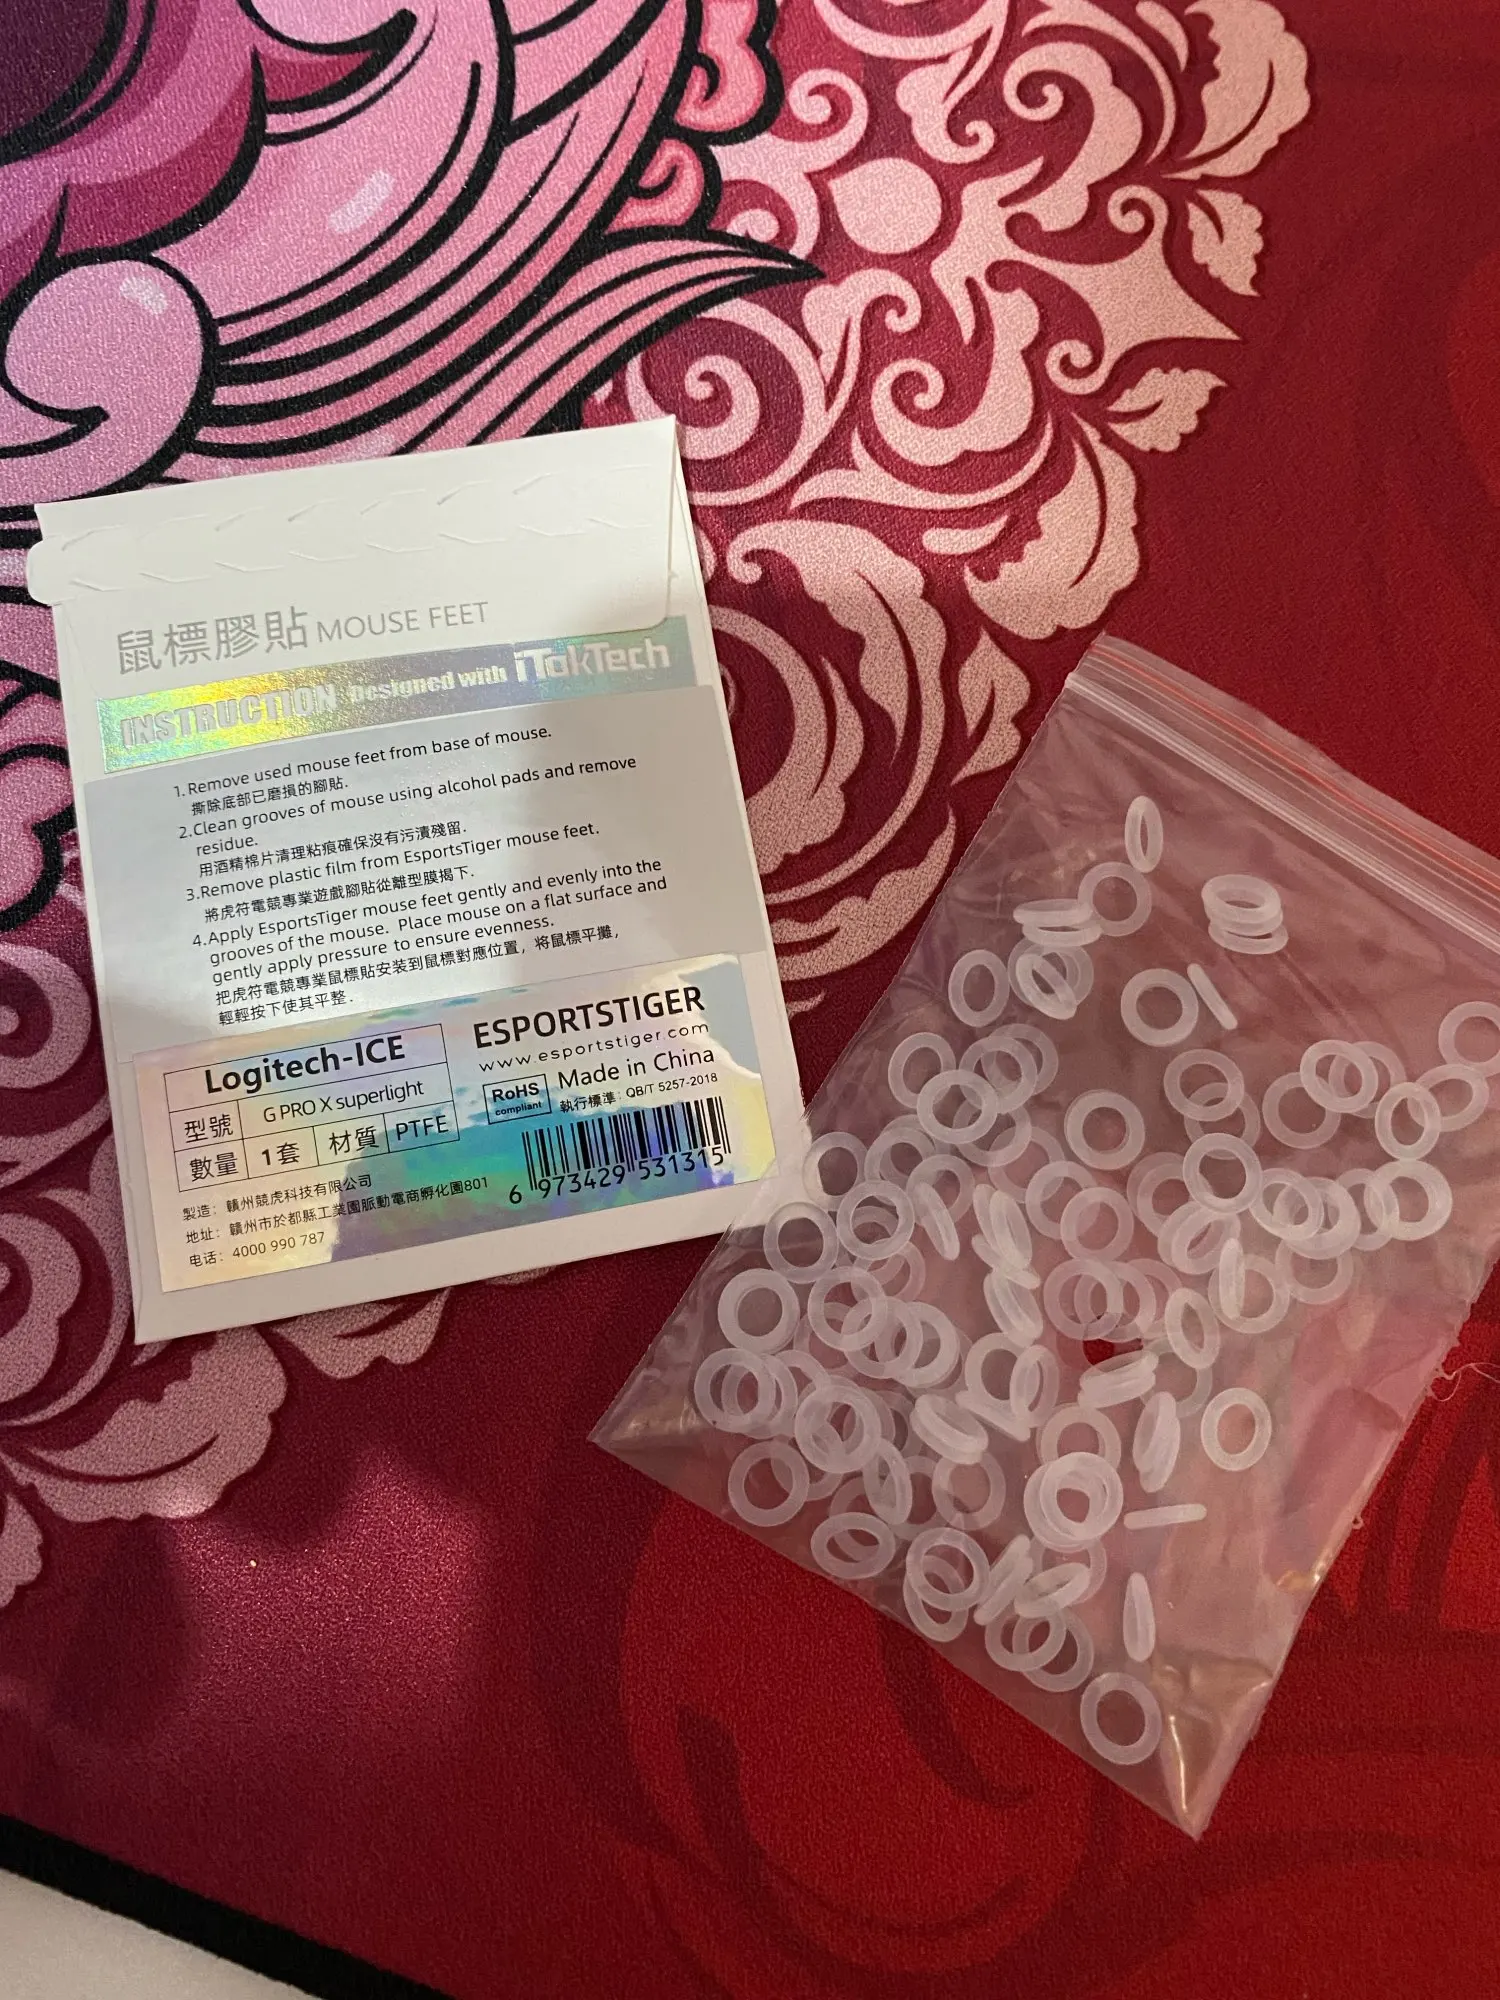 鼠標膠貼 MOUSE FEET
INSTRUCTION Designed with iTakTech
1.Remove used mouse feet from base of mouse.
撕除底部已磨損的腳貼.
2.Clean grooves of mouse using alcohol pads and remove
residue.
用酒精棉片清理粘痕確保沒有污漬殘留.
3.Remove plastic film from EsportsTiger mouse feet.
將虎符電競專業遊戲腳貼從離型膜揭下.
4.Apply EsportsTiger mouse feet gently and evenly into the
grooves of the mouse. Place mouse on a flat surface and
gently apply pressure to ensure evenness.
把虎符電競專業鼠標貼安装到鼠標對應位置，将鼠標平攤，
輕輕按下使其平整.
Logitech-ICE
型號 G PRO X superlight
數量 1套 材質 PTFE
製造：贛州競虎科技有限公司
地址：贛州市於都縣工業園脈動電商孵化園801
电话：4000 990 787
ESPORTSTIGER
www.esportstiger.com
RoHS
compliant
Made in China
執行標準：QB/T 5257-2018
6 973429 531315